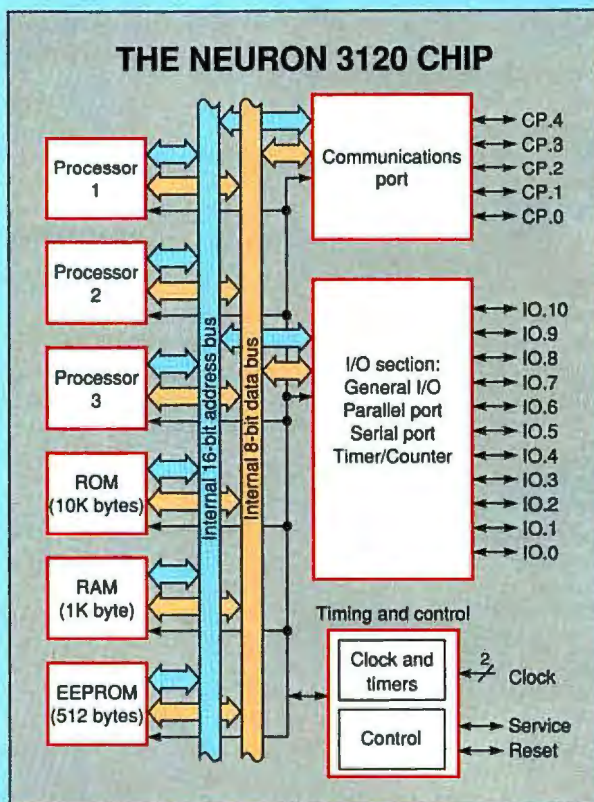 THE NEURON 3120 CHIP
Processor
1
Processor
2
Processor
3
ROM
(10K bytes)
RAM
(1K byte)
EEPROM
(512 bytes)
Internal 16-bit address bus
Internal 8-bit data bus
Communications
port
CP.4
CP.3
CP.2
CP.1
CP.0
I/O section:
General I/O
Parallel port
Serial port
Timer/Counter
IO.10
IO.9
IO.8
IO.7
IO.6
IO.5
IO.4
IO.3
IO.2
IO.1
IO.0
Timing and control
Clock and
timers
Control
2
Clock
Service
Reset